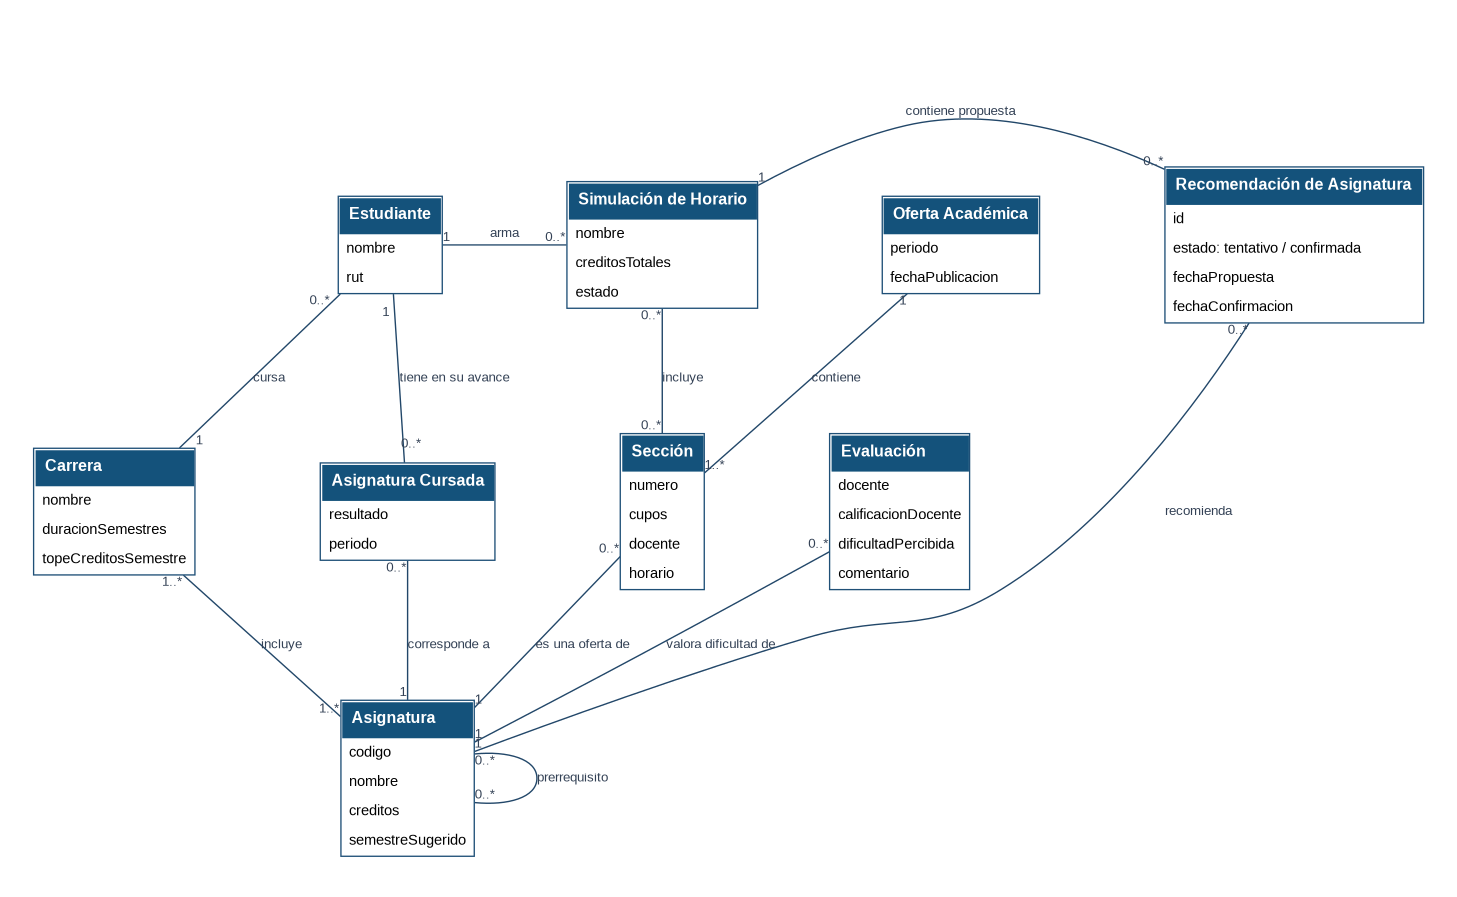 contiene propuesta
1
0..*
Estudiante
nombre
rut
1
arma
0..*
Simulación de Horario
nombre
creditosTotales
estado
Oferta Académica
periodo
fechaPublicacion
Recomendación de Asignatura
id
estado: tentativo / confirmada
fechaPropuesta
fechaConfirmacion
0..*
1
0..*
1
0..*
cursa
tiene en su avance
incluye
contiene
1
0..*
0..*
1..*
Carrera
nombre
duracionSemestres
topeCreditosSemestre
Asignatura Cursada
resultado
periodo
Sección
numero
cupos
docente
horario
Evaluación
docente
calificacionDocente
dificultadPercibida
comentario
recomienda
1..*
0..*
0..*
0..*
incluye
corresponde a
es una oferta de
valora dificultad de
1..*
1
1
1
1
Asignatura
codigo
nombre
creditos
semestreSugerido
0..*
prerrequisito
0..*